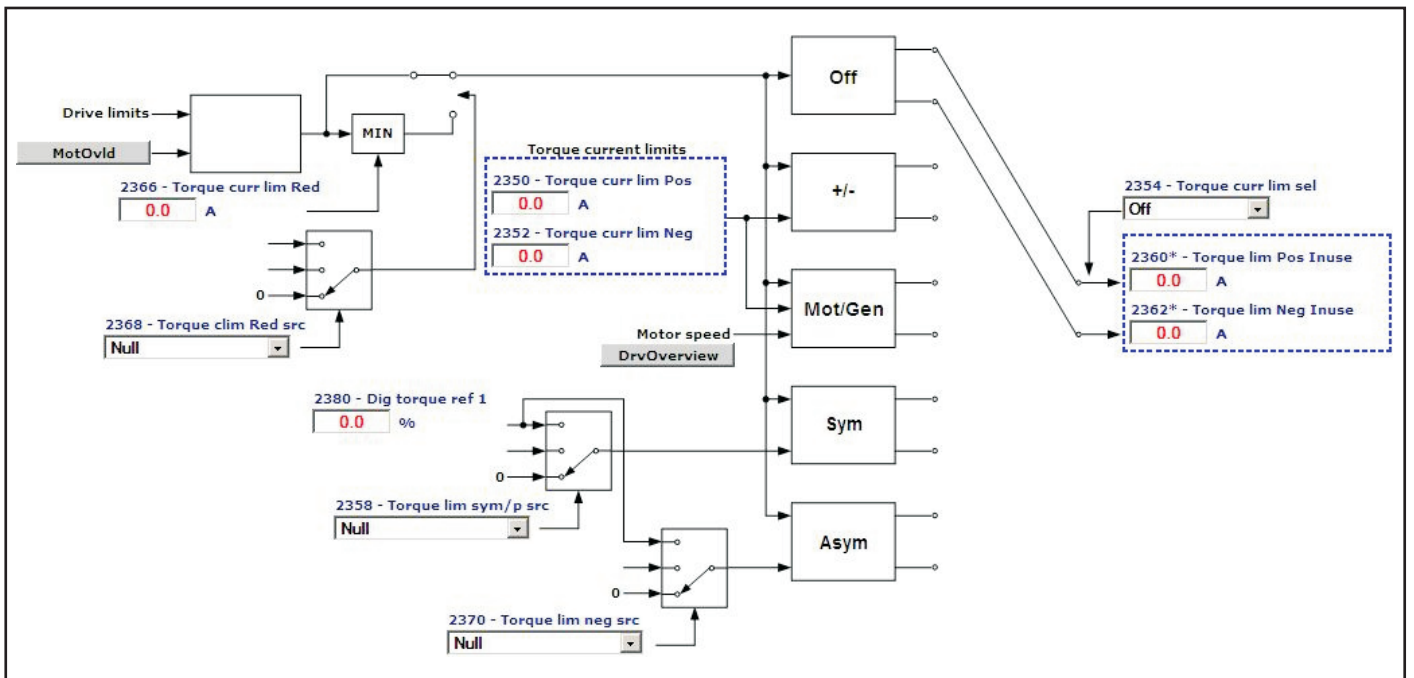 Off
Drive limits
MIN
MotOvld
Torque current limits
2366 - Torque curr lim Red
0.0 A
2350 - Torque curr lim Pos
0.0 A
2352 - Torque curr lim Neg
0.0 A
+/-
2354 - Torque curr lim sel
Off
2360* - Torque lim Pos Inuse
0.0 A
2362* - Torque lim Neg Inuse
0.0 A
0
2368 - Torque clim Red src
Null
Mot/Gen
Motor speed
DrvOverview
2380 - Dig torque ref 1
0.0 %
Sym
0
2358 - Torque lim sym/p src
Null
Asym
0
2370 - Torque lim neg src
Null